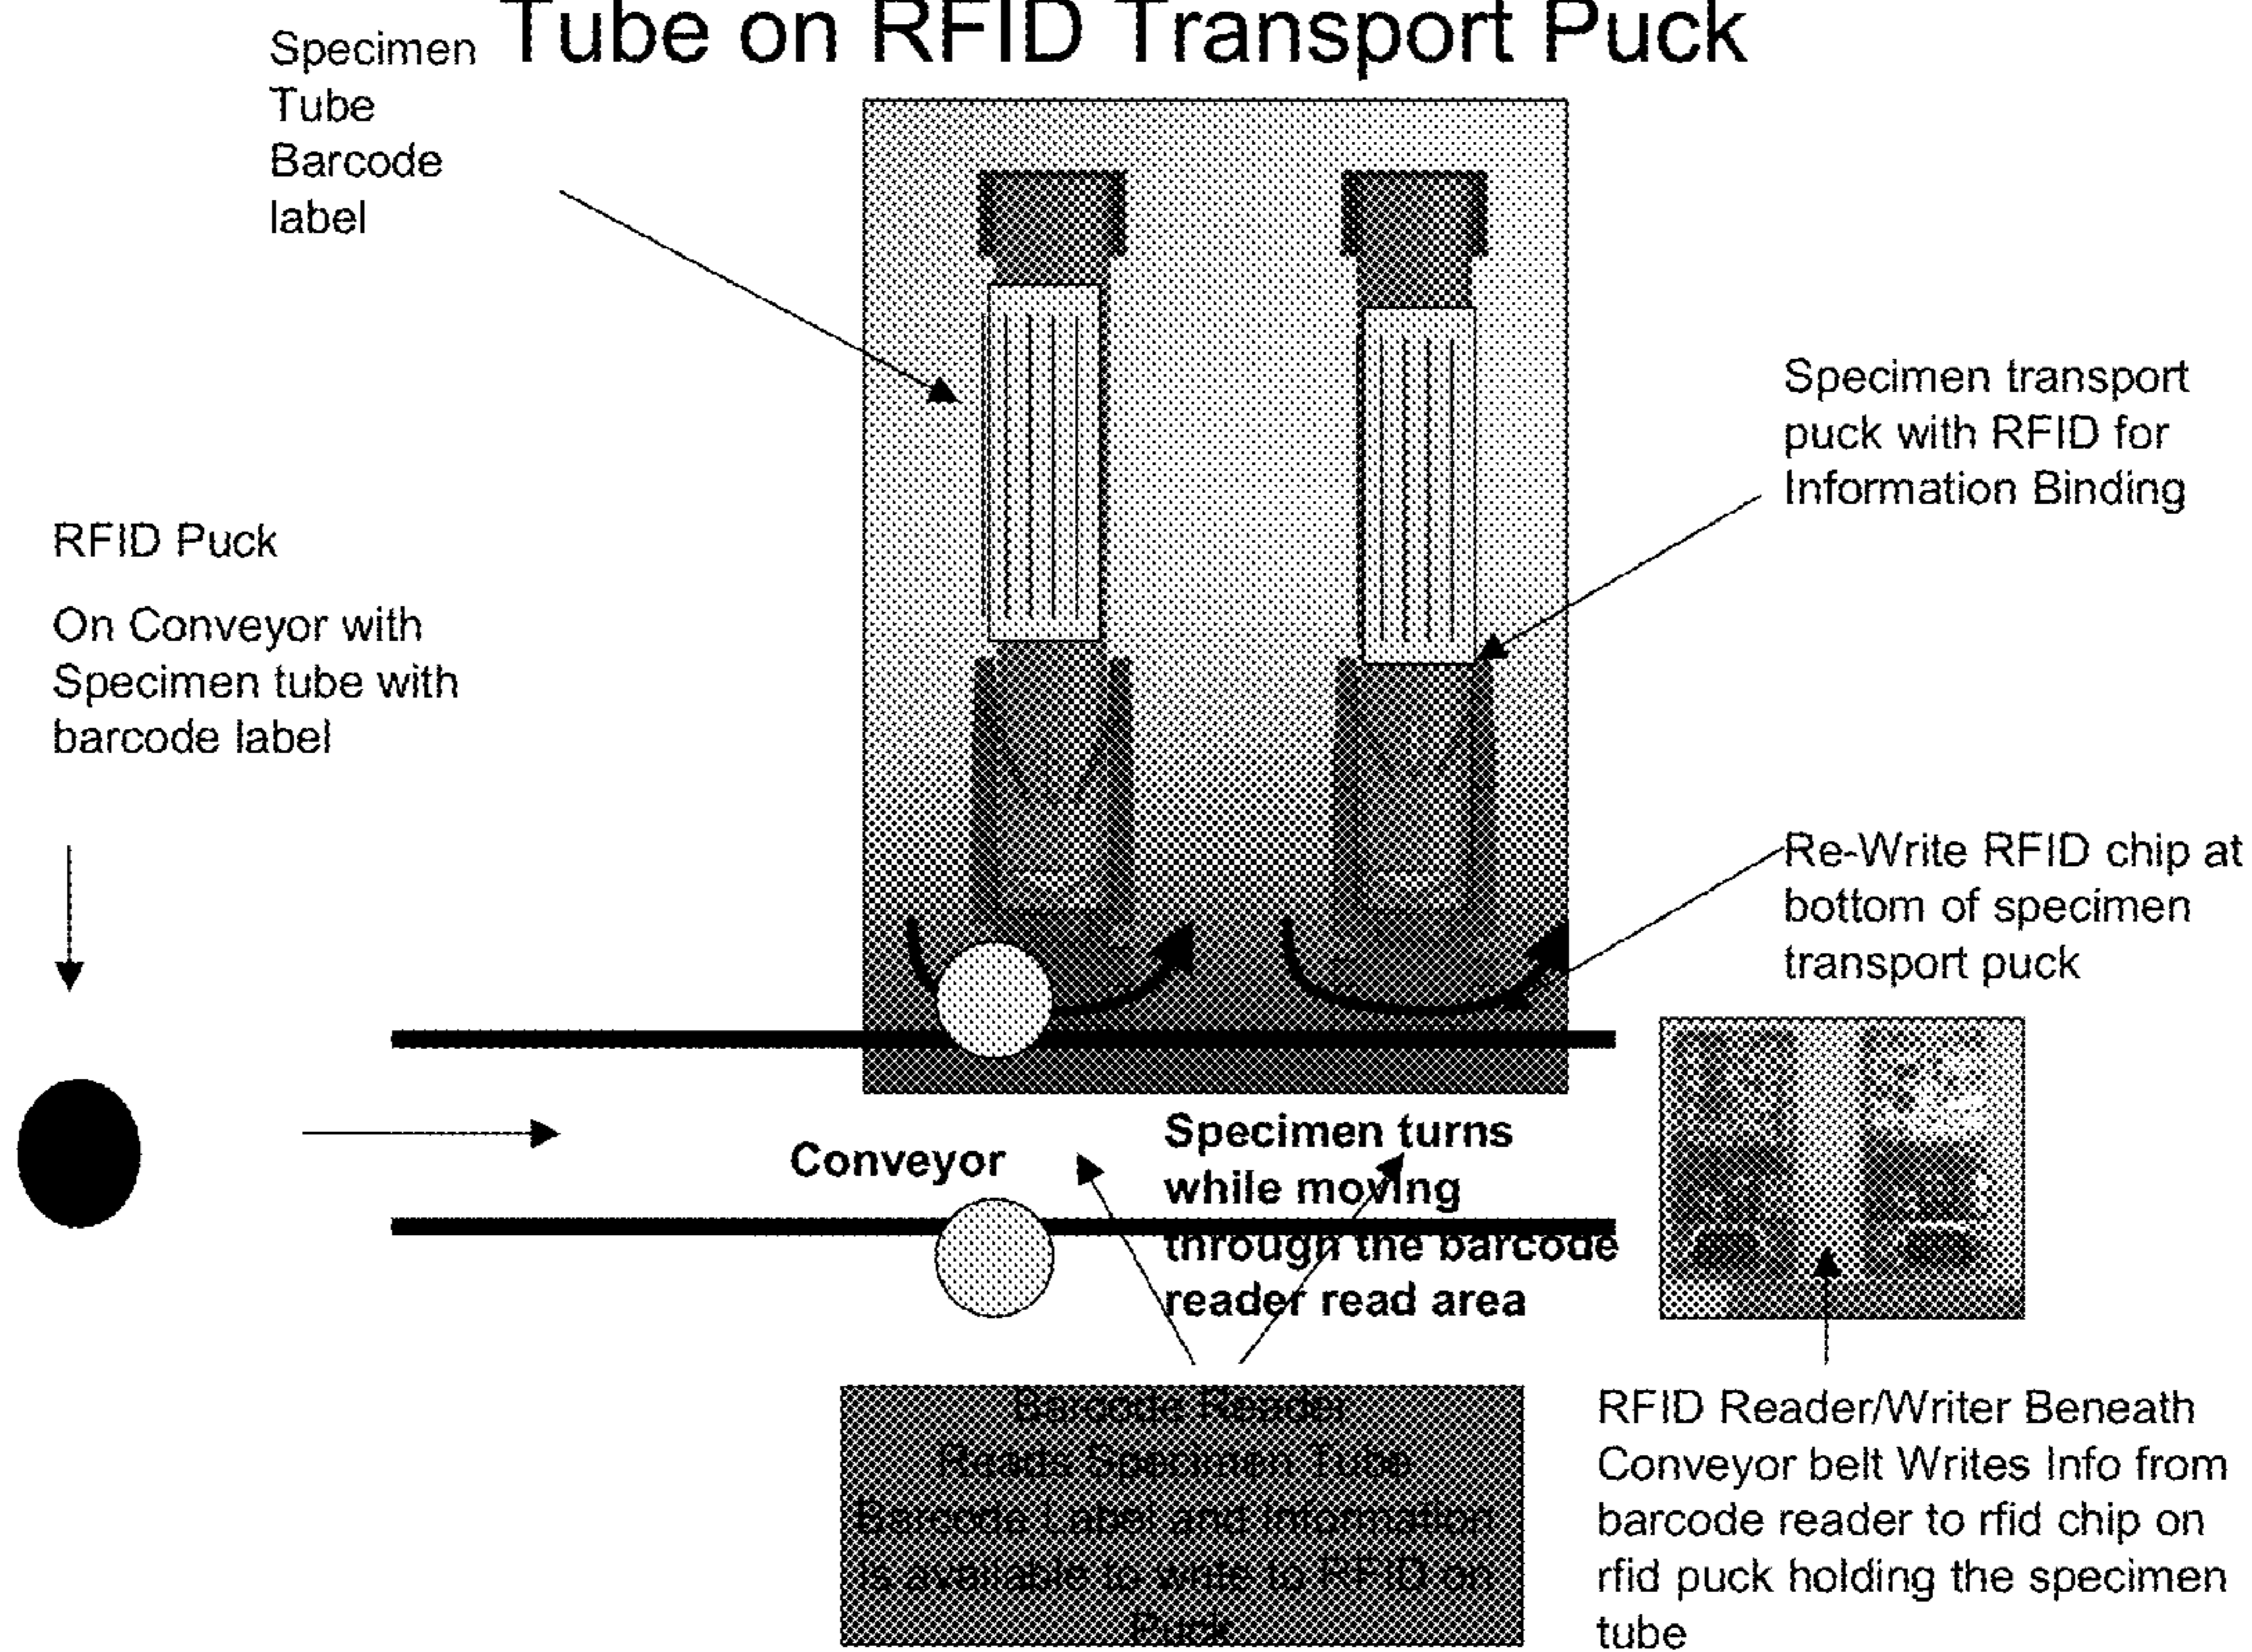 Tube on RFID Transport Puck
Specimen
Tube
Barcode
label
Specimen transport
puck with RFID for
Information Binding
RFID Puck
On Conveyor with
Specimen tube with
barcode label
Re-Write RFID chip at
bottom of specimen
transport puck
Conveyor
Specimen turns
while moving
through the barcode
reader read area
Barcode Reader
Reads Specimen Tube
Barcode Label and information
is available to write to RFID on
Puck
RFID Reader/Writer Beneath
Conveyor belt Writes Info from
barcode reader to rfid chip on
rfid puck holding the specimen
tube